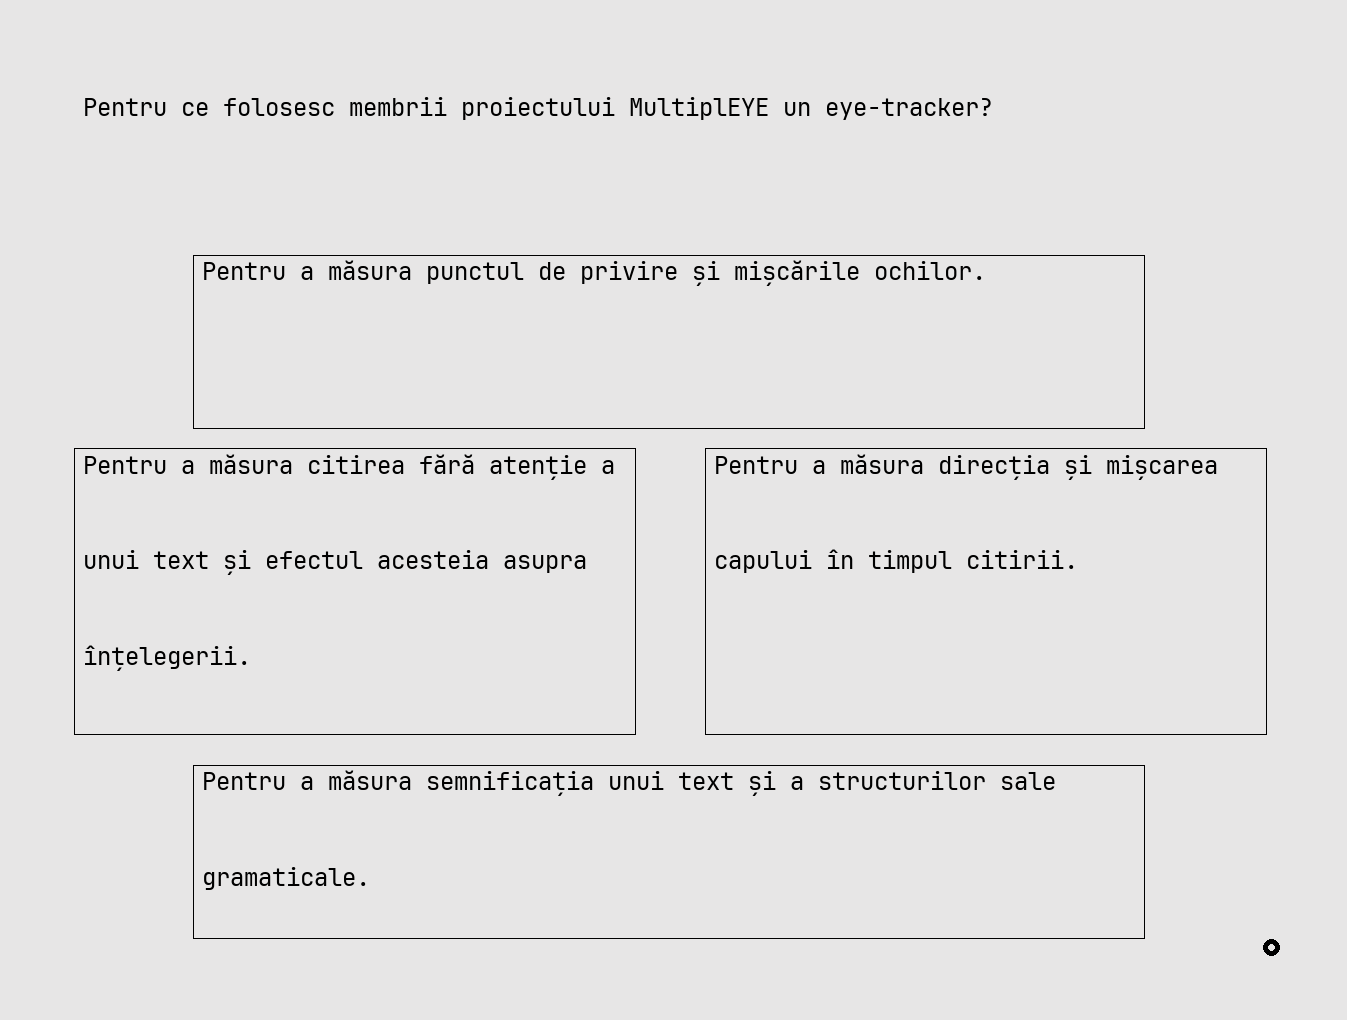 Pentru ce folosesc membrii proiectului MultiplEYE un eye-tracker?
Pentru a măsura punctul de privire și mișcările ochilor.
Pentru a măsura citirea fără atenție a
unui text și efectul acesteia asupra
înțelegerii.
Pentru a măsura direcția și mișcarea
capului în timpul citirii.
Pentru a măsura semnificația unui text și a structurilor sale
gramaticale.